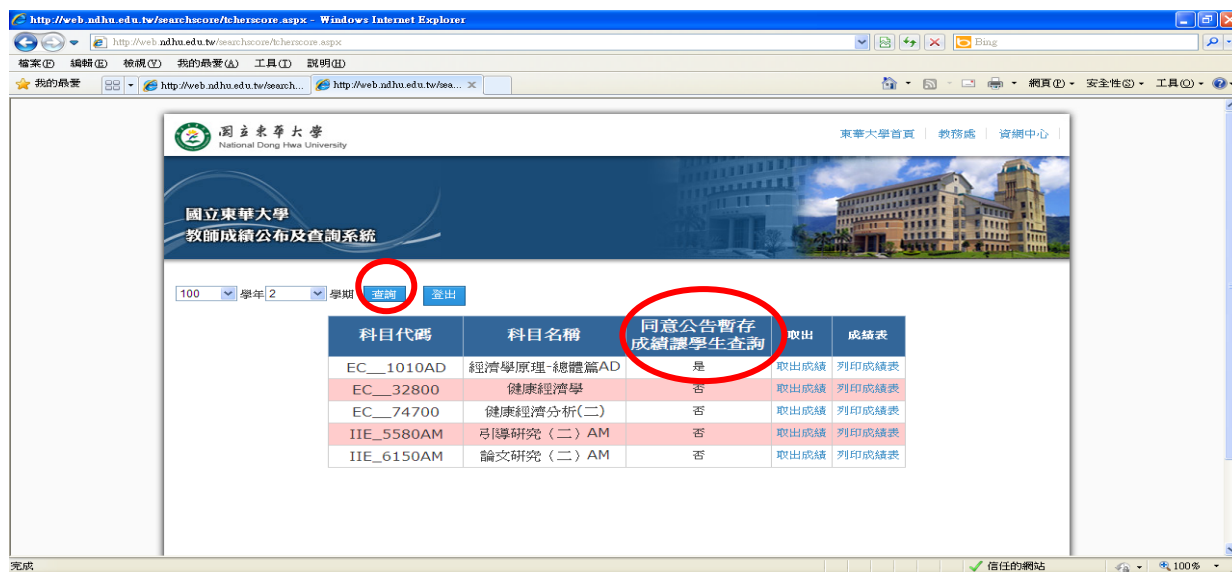 http://web.ndhu.edu.tw/searchscore/tcherscore.aspx - Windows Internet Explorer
http://web.ndhu.edu.tw/searchscore/tcherscore.aspx
Bing
檔案(F) 編輯(E) 檢視(V) 我的最愛(A) 工具(T) 說明(H)
我的最愛 http://web.ndhu.edu.tw/search... http://web.ndhu.edu.tw/sea... 網頁(P) 安全性(S) 工具(O)
國立東華大學
National Dong Hwa University
東華大學首頁 | 教務處 | 資網中心
國立東華大學
教師成績公布及查詢系統
100 學年 2 學期 查詢 登出
科目代碼 科目名稱 同意公告暫存成績讓學生查詢 取出 成績表
EC__1010AD 經濟學原理-總體篇AD 是 取出成績 列印成績表
EC__32800 健康經濟學 否 取出成績 列印成績表
EC__74700 健康經濟分析(二) 否 取出成績 列印成績表
IIE_5580AM 引導研究（二）AM 否 取出成績 列印成績表
IIE_6150AM 論文研究（二）AM 否 取出成績 列印成績表
完成 信任的網站 100%